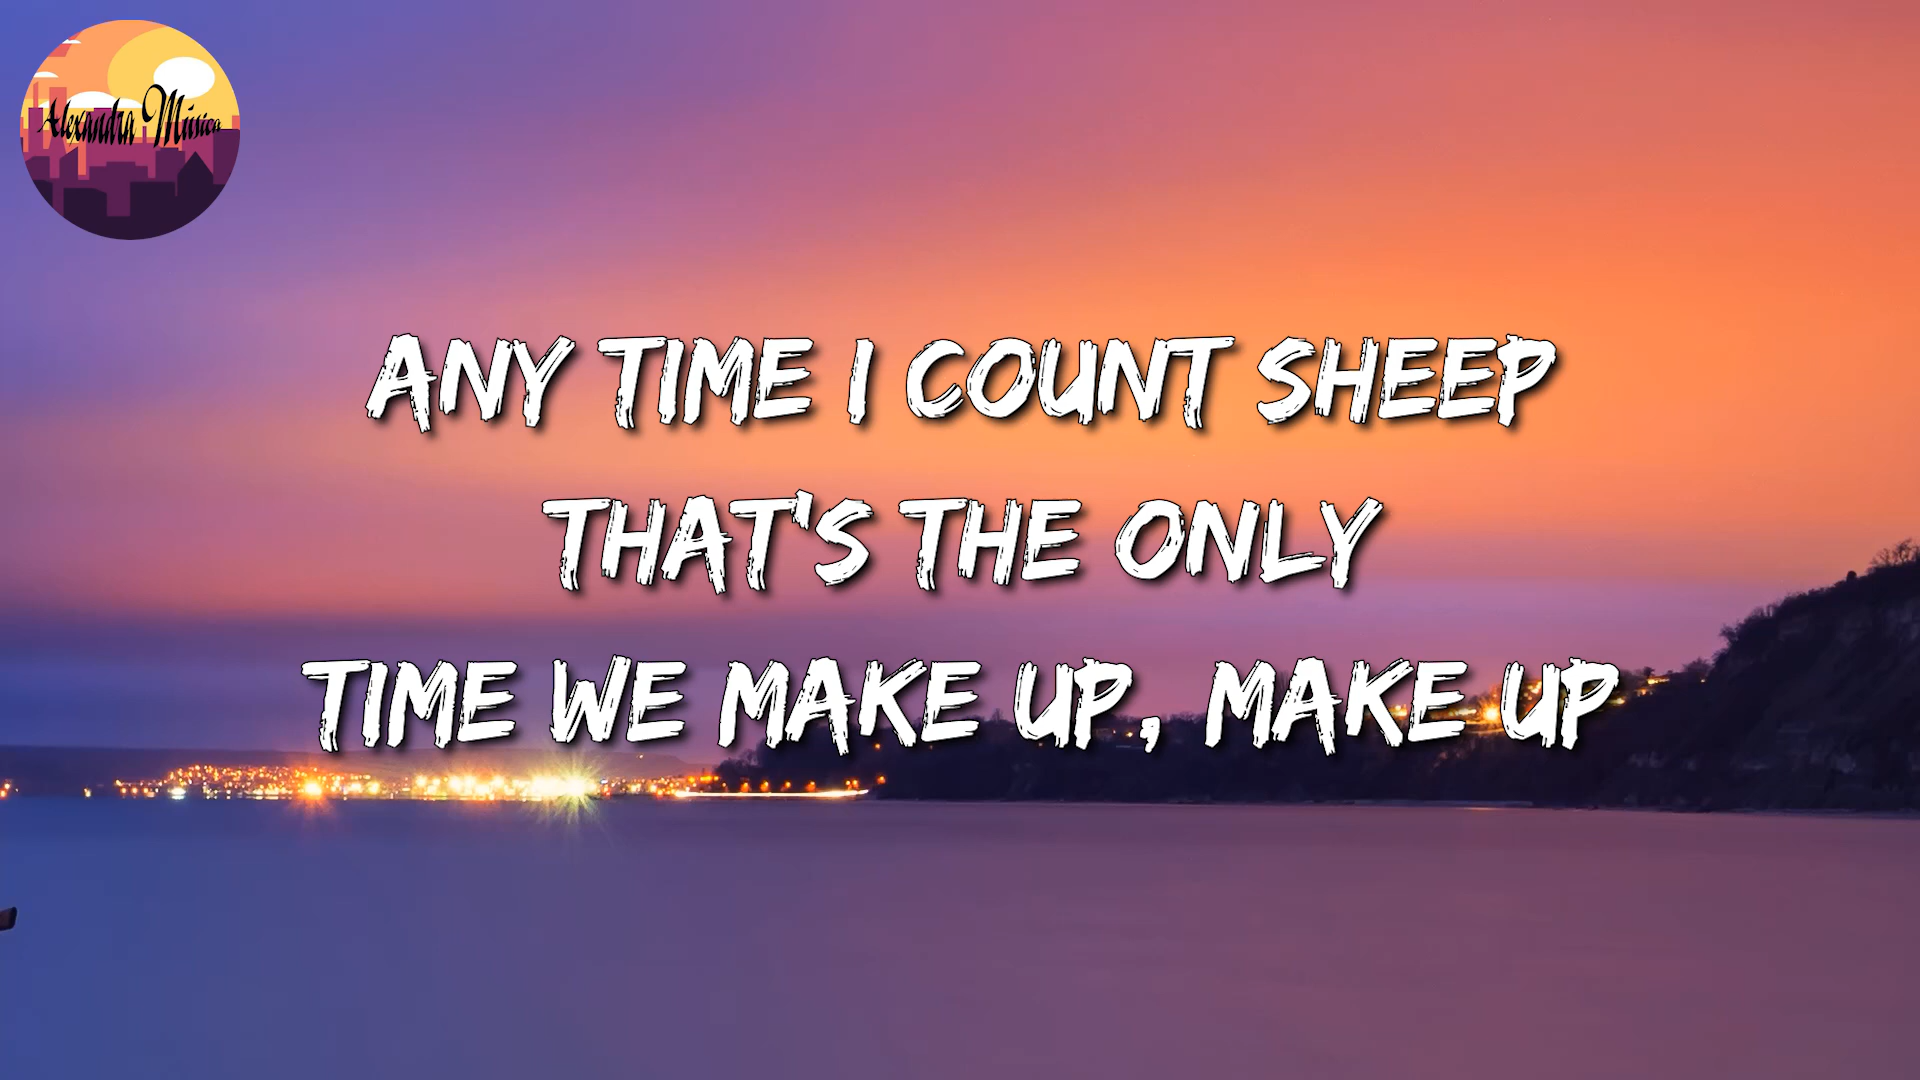 Alexandra Música
ANY TIME I COUNT SHEEP
THAT'S THE ONLY
TIME WE MAKE UP, MAKE UP